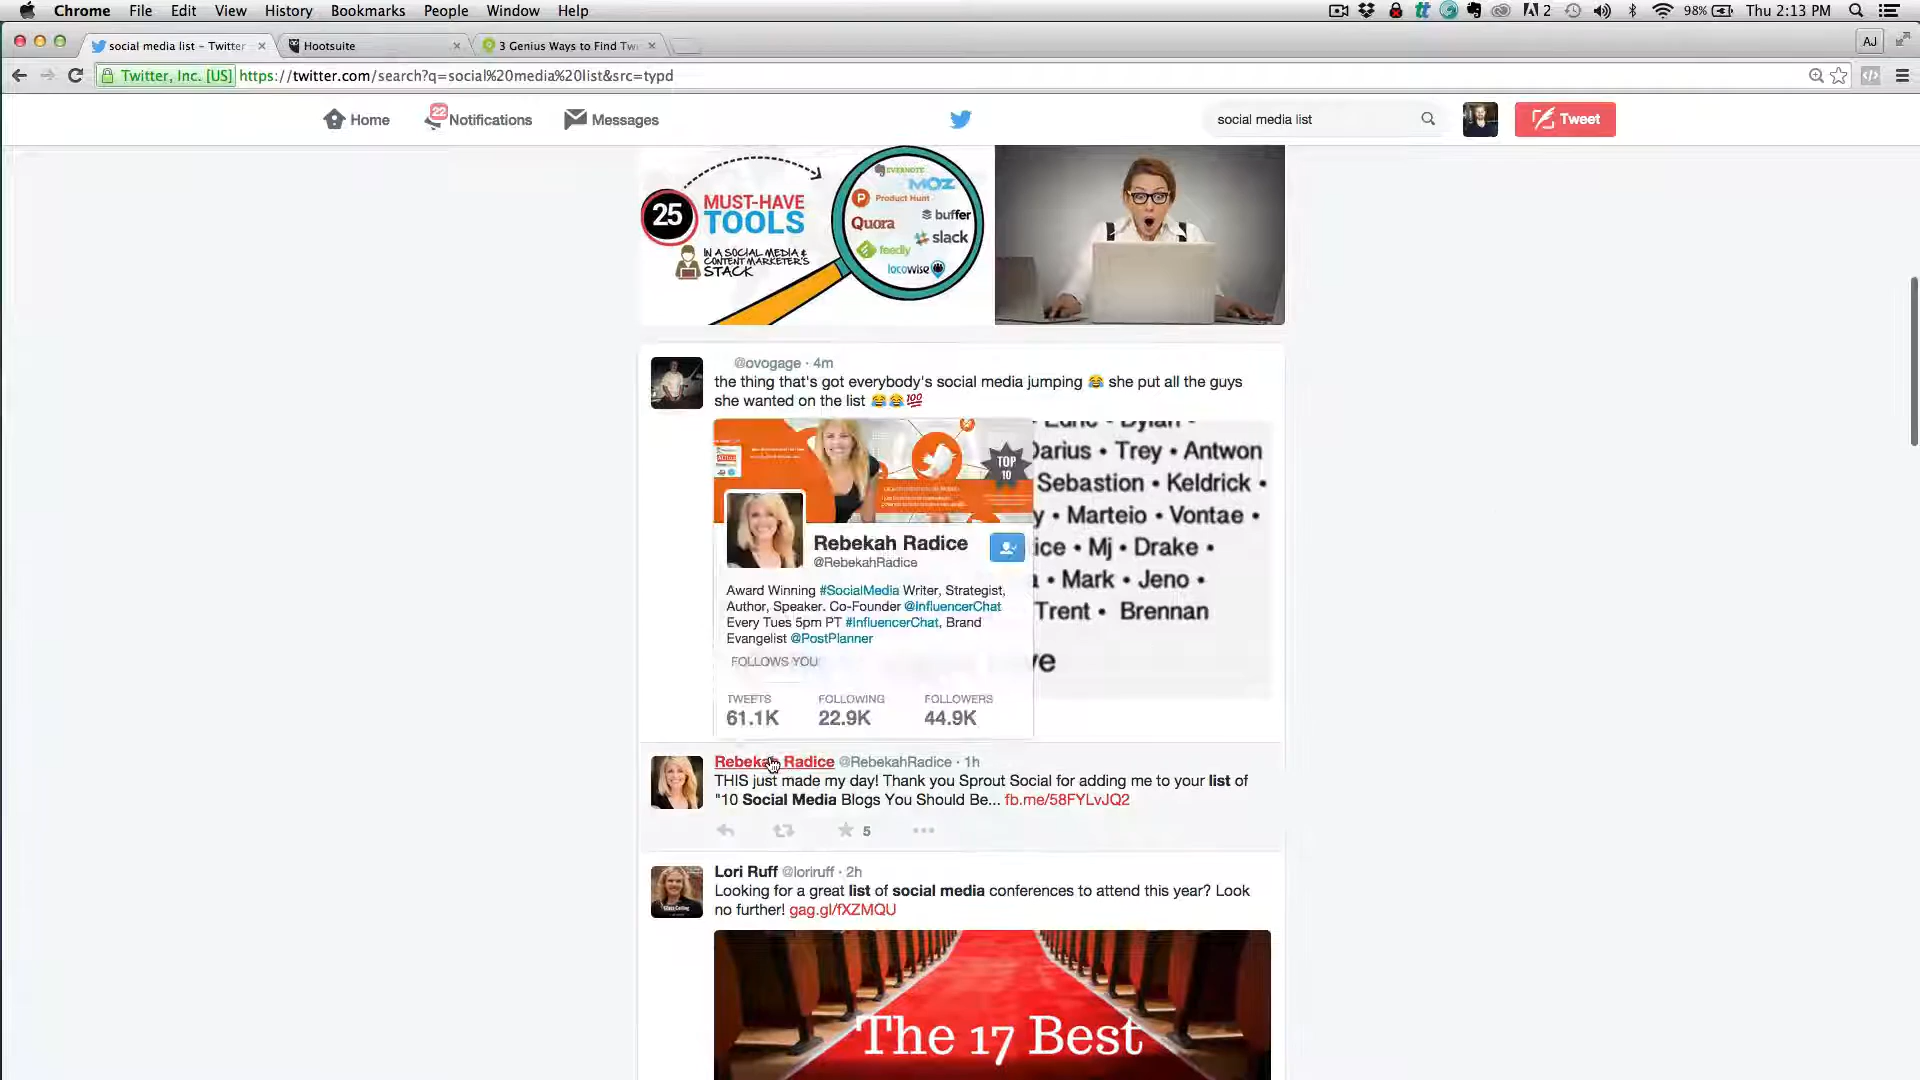 Chrome File Edit View History Bookmarks People Window Help
2 98% Thu 2:13 PM
social media list - Twitter
Hootsuite
3 Genius Ways to Find Tw
AJ
Twitter, Inc. [US] https://twitter.com/search?q=social%20media%20list&src=typd
Home 22 Notifications Messages
social media list
Tweet
25 MUST-HAVE
TOOLS
IN A SOCIAL MEDIA &
CONTENT MARKETER'S
STACK
EVERNOTE
MOZ
Product Hunt
Quora
buffer
slack
feedly
locowise
@ovogage · 4m
the thing that's got everybody's social media jumping 😂 she put all the guys
she wanted on the list 😂😂💯
TOP
10
Rebekah Radice
@RebekahRadice
Award Winning #SocialMedia Writer, Strategist,
Author, Speaker. Co-Founder @InfluencerChat
Every Tues 5pm PT #InfluencerChat, Brand
Evangelist @PostPlanner
FOLLOWS YOU
TWEETS FOLLOWING FOLLOWERS
61.1K 22.9K 44.9K
Darius • Trey • Antwon
Sebastion • Keldrick •
y • Marteio • Vontae •
ice • Mj • Drake •
• Mark • Jeno •
Trent • Brennan
Rebekah Radice @RebekahRadice · 1h
THIS just made my day! Thank you Sprout Social for adding me to your list of
"10 Social Media Blogs You Should Be... fb.me/58FYLvJQ2
5
Lori Ruff @loriruff · 2h
Looking for a great list of social media conferences to attend this year? Look
no further! gag.gl/fXZMQU
The 17 Best